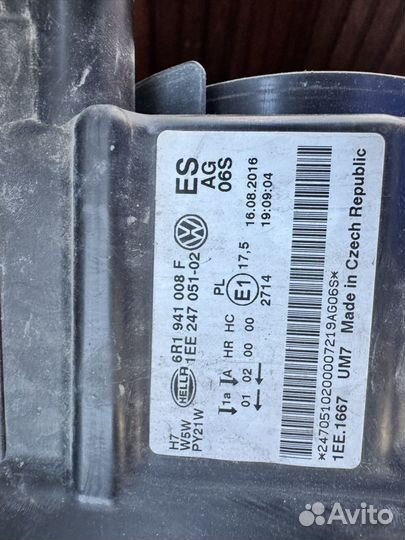 HELLA
6R1 941 008 F
1EE 247 051-02
ES
AG
06S
H7
W5W
PY21W
1a A HR HC PL
01 02 00 00
E1
17,5
2714
16.08.2016
19:09:04
*2470510200007219AG06S*
1EE.1667 UM7 Made in Czech Republic
Avito